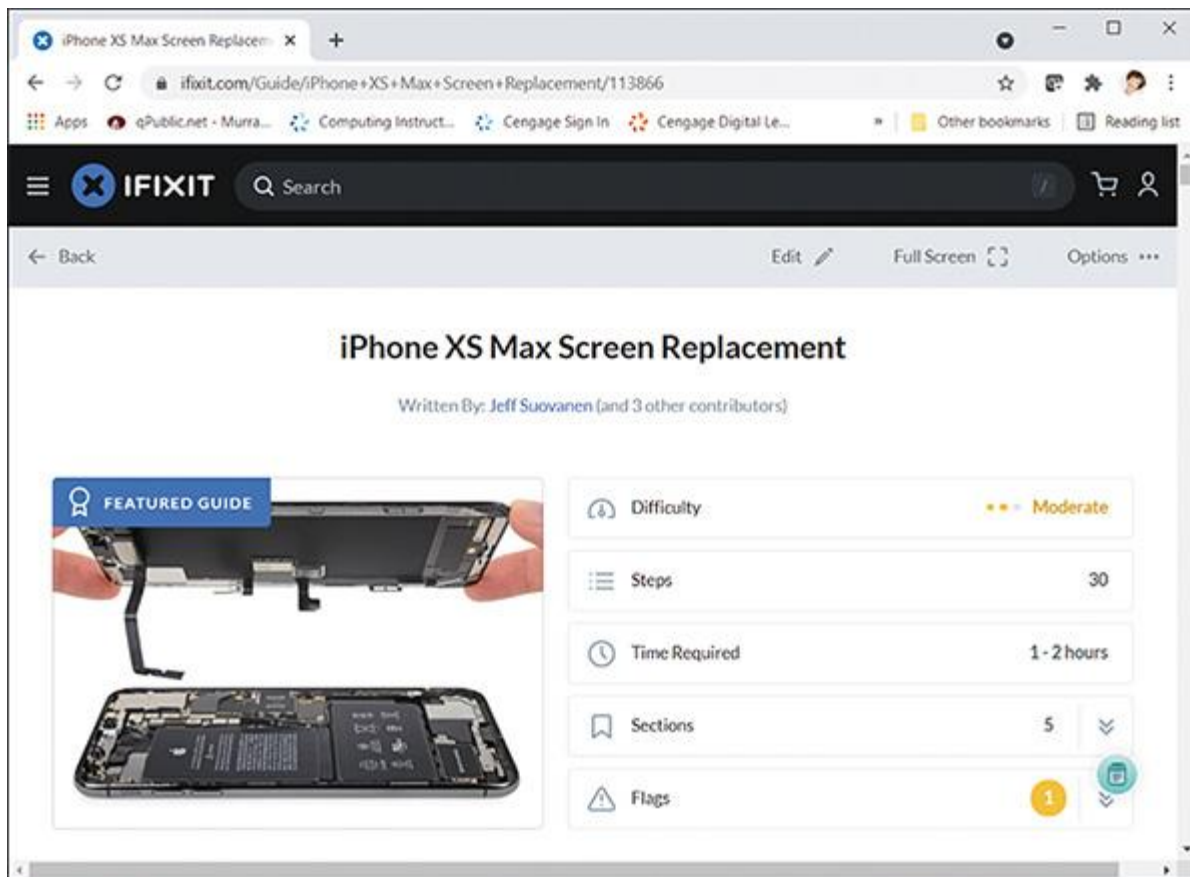 iPhone XS Max Screen Replacem
ifixit.com/Guide/iPhone+XS+Max+Screen+Replacement/113866
Apps qPublic.net - Murra... Computing Instruct... Cengage Sign In Cengage Digital Le... » Other bookmarks Reading list
IFIXIT Search /
Back Edit Full Screen Options
iPhone XS Max Screen Replacement
Written By: Jeff Suovanen (and 3 other contributors)
FEATURED GUIDE
Difficulty Moderate
Steps 30
Time Required 1 - 2 hours
Sections 5
Flags 1